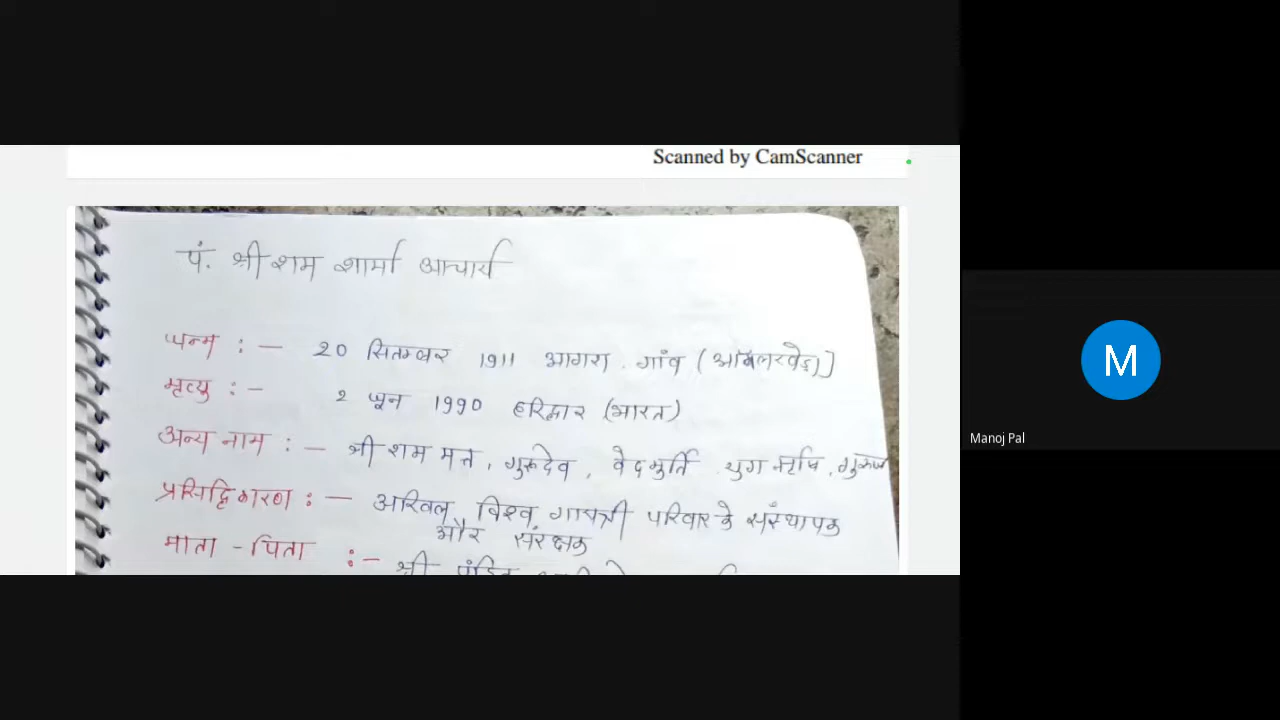 Scanned by CamScanner
पं. श्री राम शर्मा आचार्य
जन्म :- 20 सितम्बर 1911 आगरा . गांव (आँवलखेड़ा)]
मृत्यु :- 2 जून 1990 हरिद्वार (भारत)
अन्य नाम :- श्री राम मत्त , गुरुदेव , वेदमुर्ति . युग ऋषि ,
प्रसिद्धि कारण :- अखिल विश्व गायत्री परिवार के संस्थापक
और संरक्षक
माता - पिता :- श्री पंडित
M
Manoj Pal